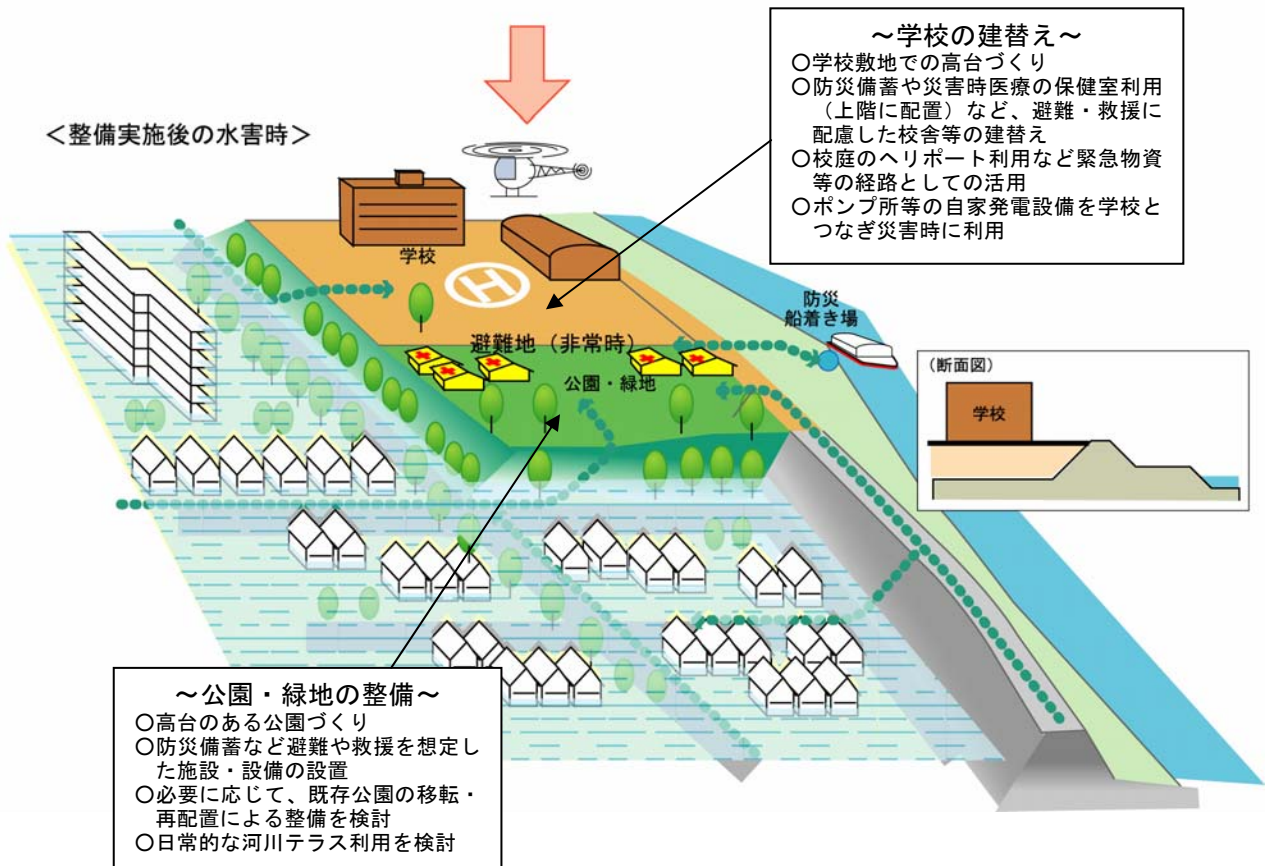 ～学校の建替え～
〇学校敷地での高台づくり
〇防災備蓄や災害時医療の保健室利用
（上階に配置）など、避難・救援に
配慮した校舎等の建替え
〇校庭のヘリポート利用など緊急物資
等の経路としての活用
〇ポンプ所等の自家発電設備を学校と
つなぎ災害時に利用
＜整備実施後の水害時＞
学校
H
防災
船着き場
避難地（非常時）
公園・緑地
（断面図）
学校
～公園・緑地の整備～
〇高台のある公園づくり
〇防災備蓄など避難や救援を想定し
た施設・設備の設置
〇必要に応じて、既存公園の移転・
再配置による整備を検討
〇日常的な河川テラス利用を検討